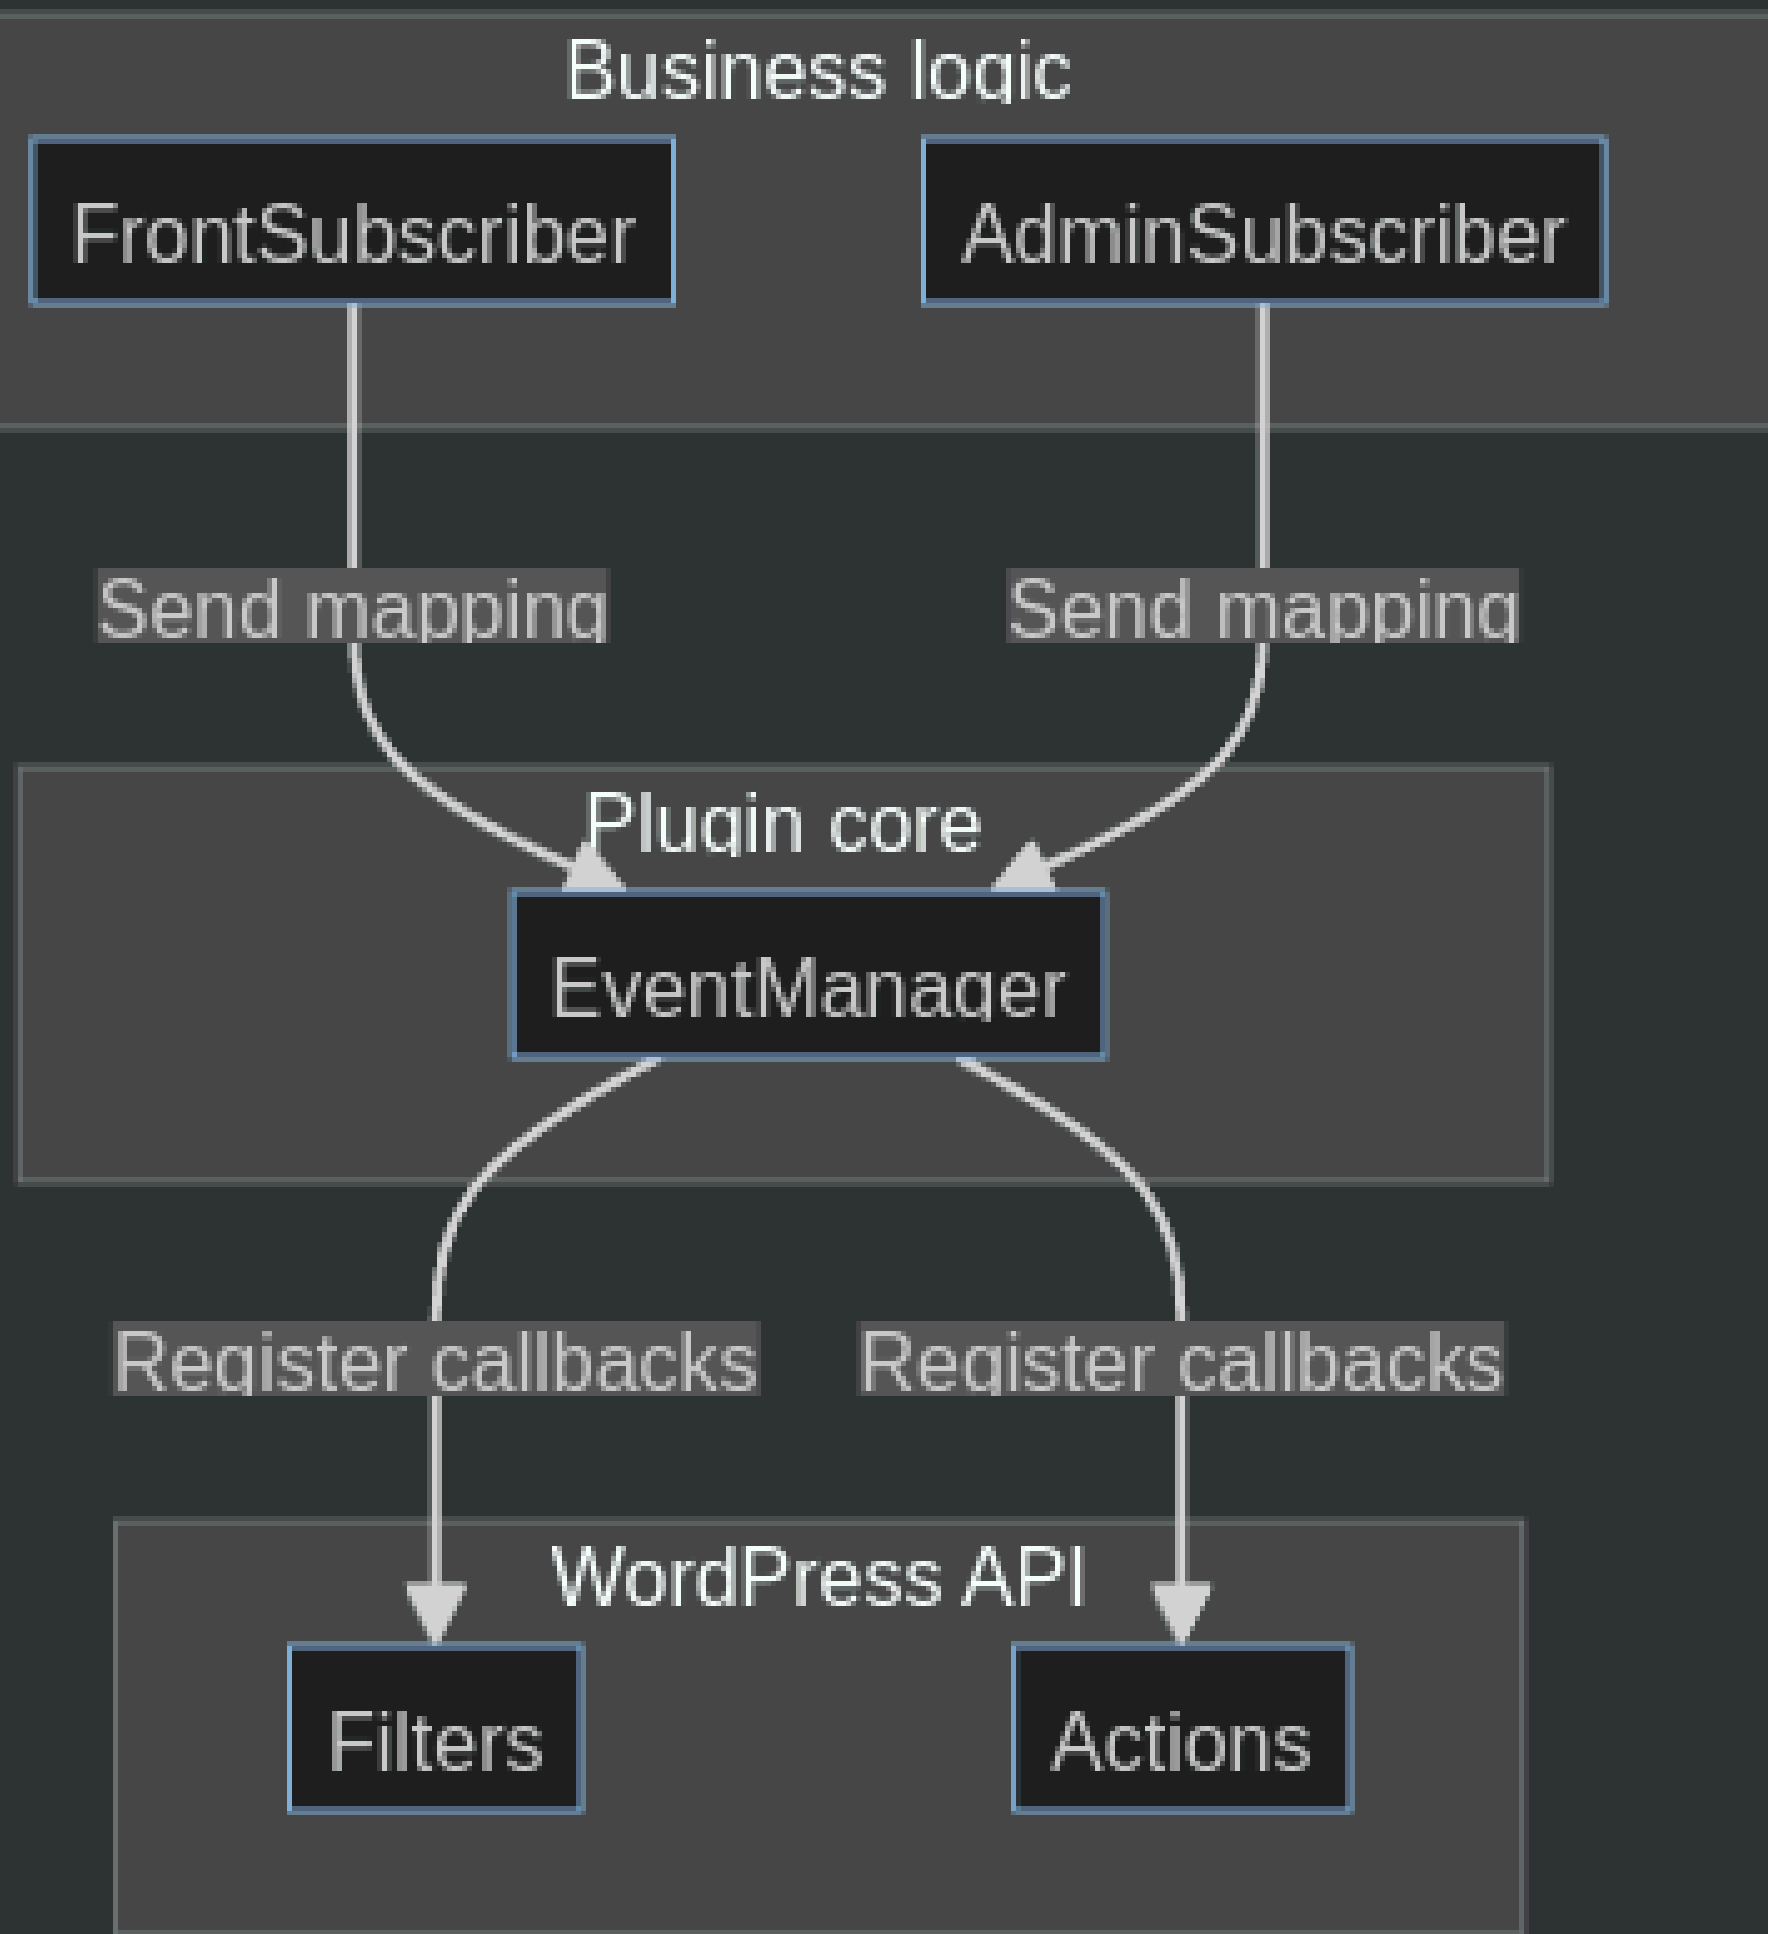 Business logic
FrontSubscriber
AdminSubscriber
Send mapping
Send mapping
Plugin core
EventManager
Register callbacks
Register callbacks
WordPress API
Filters
Actions